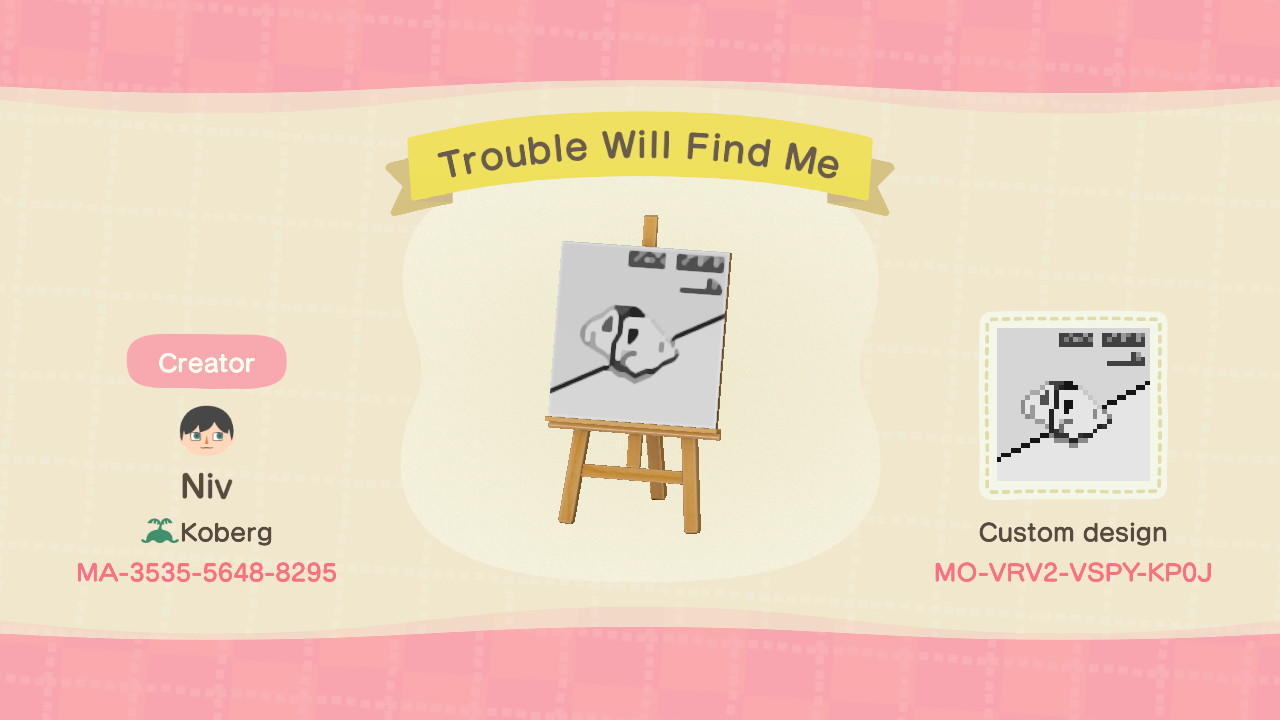 Trouble Will Find Me
Creator
Niv
Koberg
MA-3535-5648-8295
Custom design
MO-VRV2-VSPY-KP0J